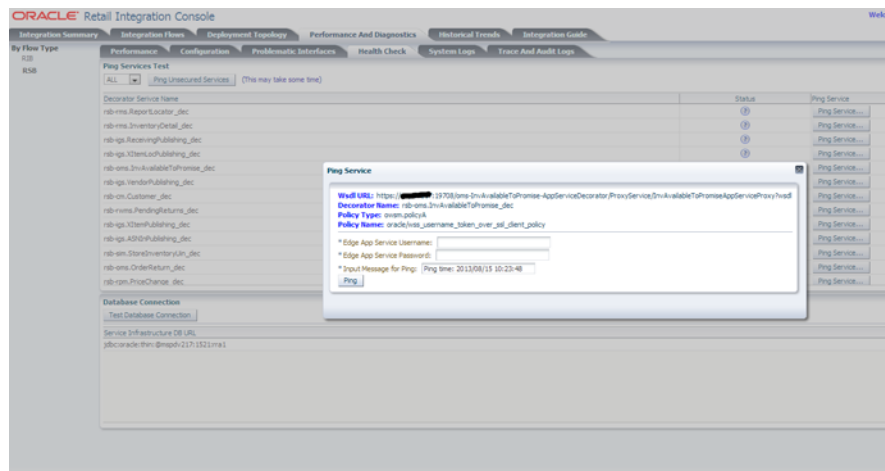 ORACLE Retail Integration Console
Integration Summary Integration Flows Deployment Topology Performance And Diagnostics Historical Trends Integration Guide
By Flow Type
RIB
RSB
Performance Configuration Problematic Interfaces Health Check System Logs Trace And Audit Logs
Ping Services Test
ALL Ping Unsecured Services (This may take some time)
Decorator Service Name Status Ping Service
rsb-rms.ReportLocator_dec Ping Service...
rsb-rms.InventoryDetail_dec Ping Service...
rsb-igs.ReceivingPublishing_dec Ping Service...
rsb-igs.XItemLocPublishing_dec Ping Service...
rsb-oms.InvAvailableToPromise_dec Ping Service...
rsb-igs.VendorPublishing_dec Ping Service...
rsb-cm.Customer_dec Ping Service...
rsb-rwms.PendingReturns_dec Ping Service...
rsb-igs.XItemPublishing_dec Ping Service...
rsb-igs.ASNInPublishing_dec Ping Service...
rsb-sim.StoreInventoryUin_dec Ping Service...
rsb-oms.OrderReturn_dec Ping Service...
rsb-rpm.PriceChange_dec Ping Service...
Ping Service
Wsdl URL: https:// :19708/oms-InvAvailableToPromise-AppServiceDecorator/ProxyService/InvAvailableToPromiseAppServiceProxy?wsdl
Decorator Name: rsb-oms.InvAvailableToPromise_dec
Policy Type: owsm.policyA
Policy Name: oracle/wss_username_token_over_ssl_client_policy
* Edge App Service Username:
* Edge App Service Password:
* Input Message for Ping: Ping time: 2013/08/15 10:23:48
Ping
Database Connection
Test Database Connection
Service Infrastructure DB URL
jdbc:oracle:thin:@mspdv217:1521:rra1